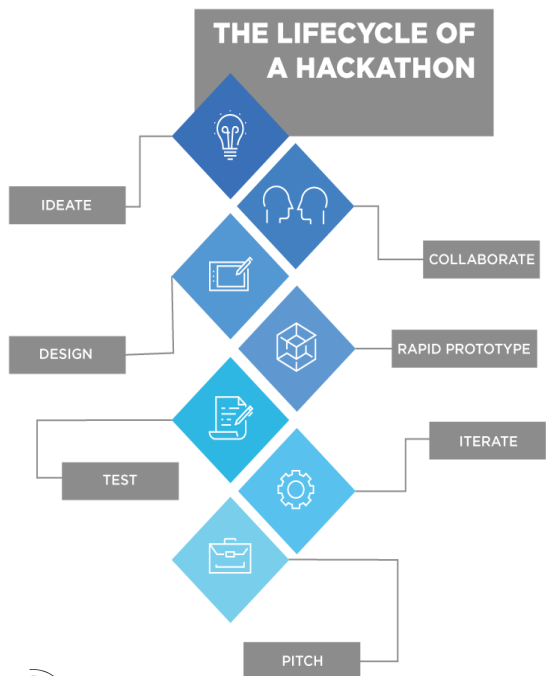 THE LIFECYCLE OF
A HACKATHON
IDEATE
COLLABORATE
DESIGN
RAPID PROTOTYPE
TEST
ITERATE
PITCH